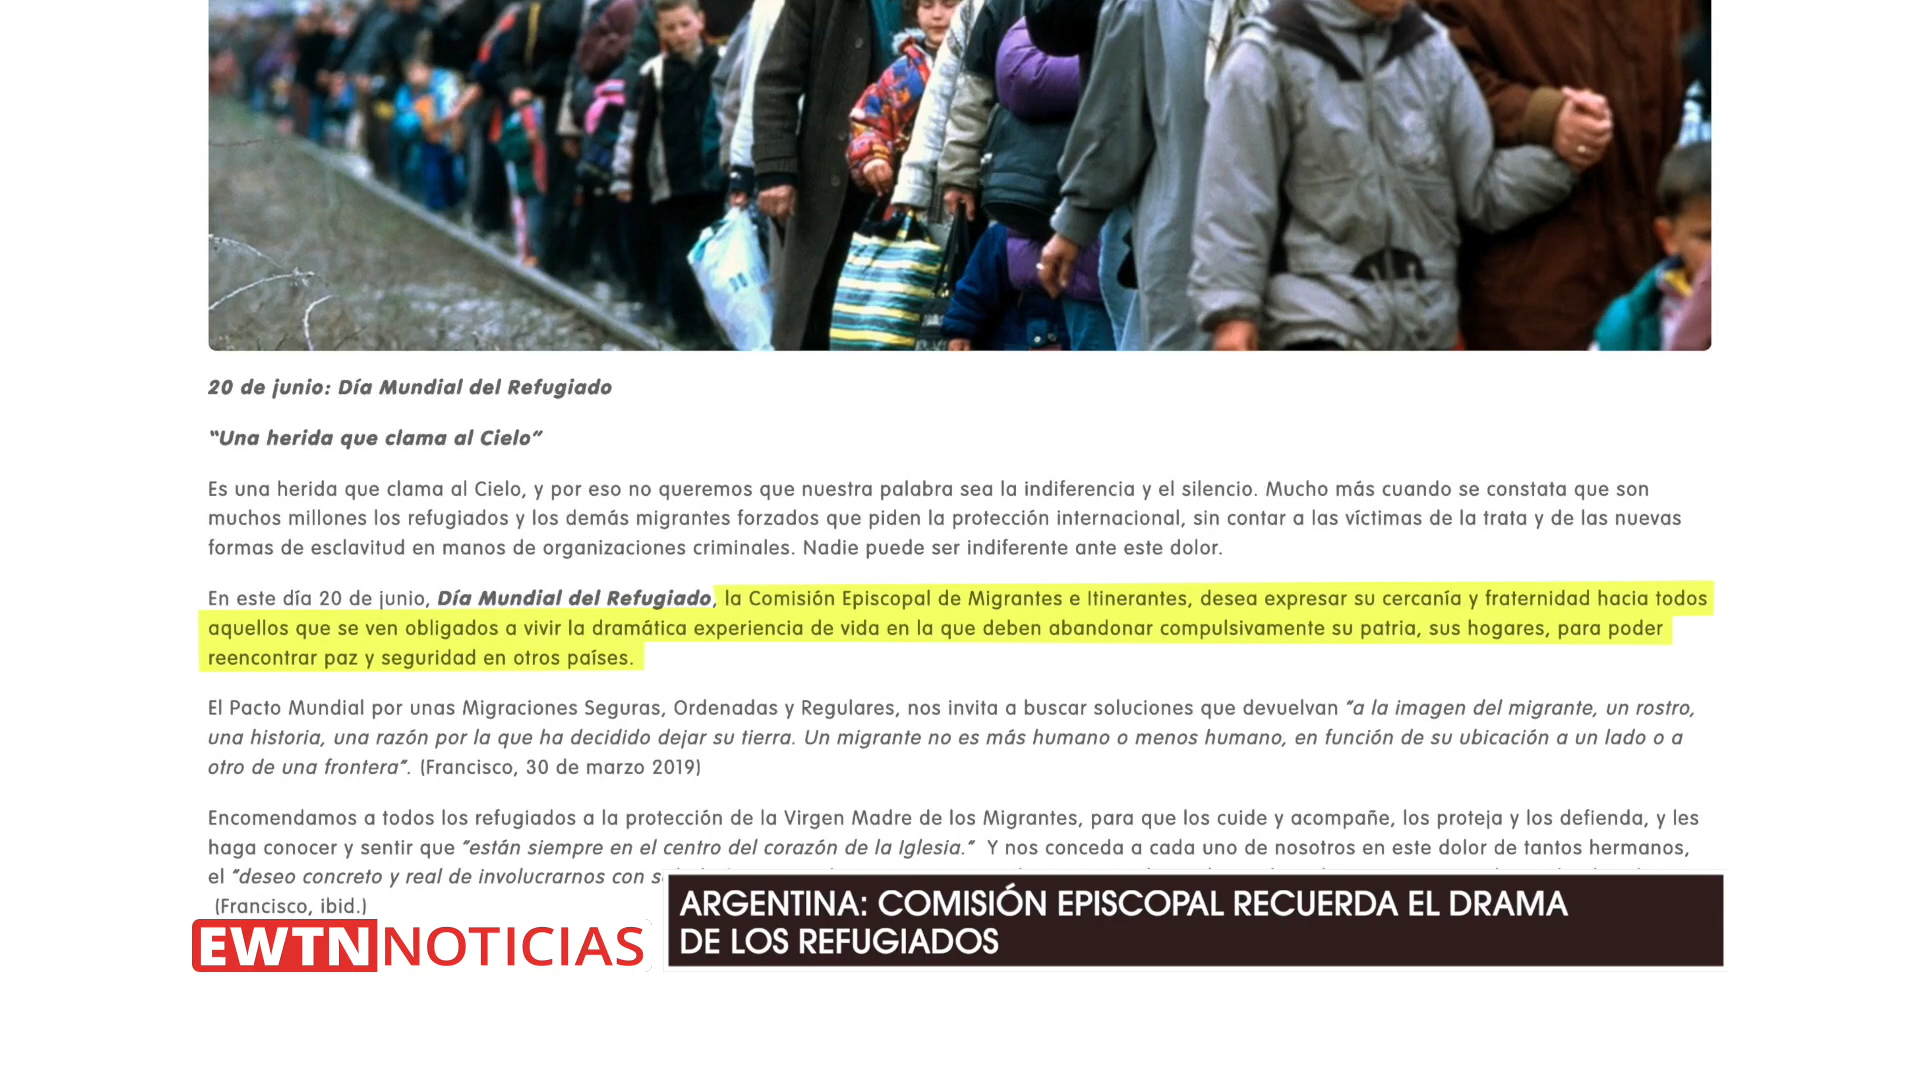 20 de junio: Día Mundial del Refugiado
“Una herida que clama al Cielo”
Es una herida que clama al Cielo, y por eso no queremos que nuestra palabra sea la indiferencia y el silencio. Mucho más cuando se constata que son
muchos millones los refugiados y los demás migrantes forzados que piden la protección internacional, sin contar a las víctimas de la trata y de las nuevas
formas de esclavitud en manos de organizaciones criminales. Nadie puede ser indiferente ante este dolor.
En este día 20 de junio, Día Mundial del Refugiado, la Comisión Episcopal de Migrantes e Itinerantes, desea expresar su cercanía y fraternidad hacia todos
aquellos que se ven obligados a vivir la dramática experiencia de vida en la que deben abandonar compulsivamente su patria, sus hogares, para poder
reencontrar paz y seguridad en otros países.
El Pacto Mundial por unas Migraciones Seguras, Ordenadas y Regulares, nos invita a buscar soluciones que devuelvan “a la imagen del migrante, un rostro,
una historia, una razón por la que ha decidido dejar su tierra. Un migrante no es más humano o menos humano, en función de su ubicación a un lado o a
otro de una frontera”. (Francisco, 30 de marzo 2019)
Encomendamos a todos los refugiados a la protección de la Virgen Madre de los Migrantes, para que los cuide y acompañe, los proteja y los defienda, y les
haga conocer y sentir que “están siempre en el centro del corazón de la Iglesia.” Y nos conceda a cada uno de nosotros en este dolor de tantos hermanos,
el “deseo concreto y real de involucrarnos con
(Francisco, ibid.)
EWTN NOTICIAS
ARGENTINA: COMISIÓN EPISCOPAL RECUERDA EL DRAMA
DE LOS REFUGIADOS